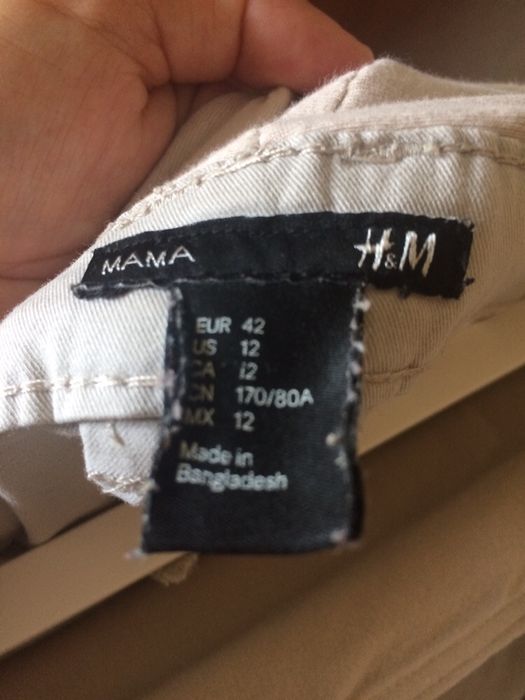 MAMA H&M
EUR 42
US 12
CA 12
CN 170/80A
MX 12
Made in
Bangladesh